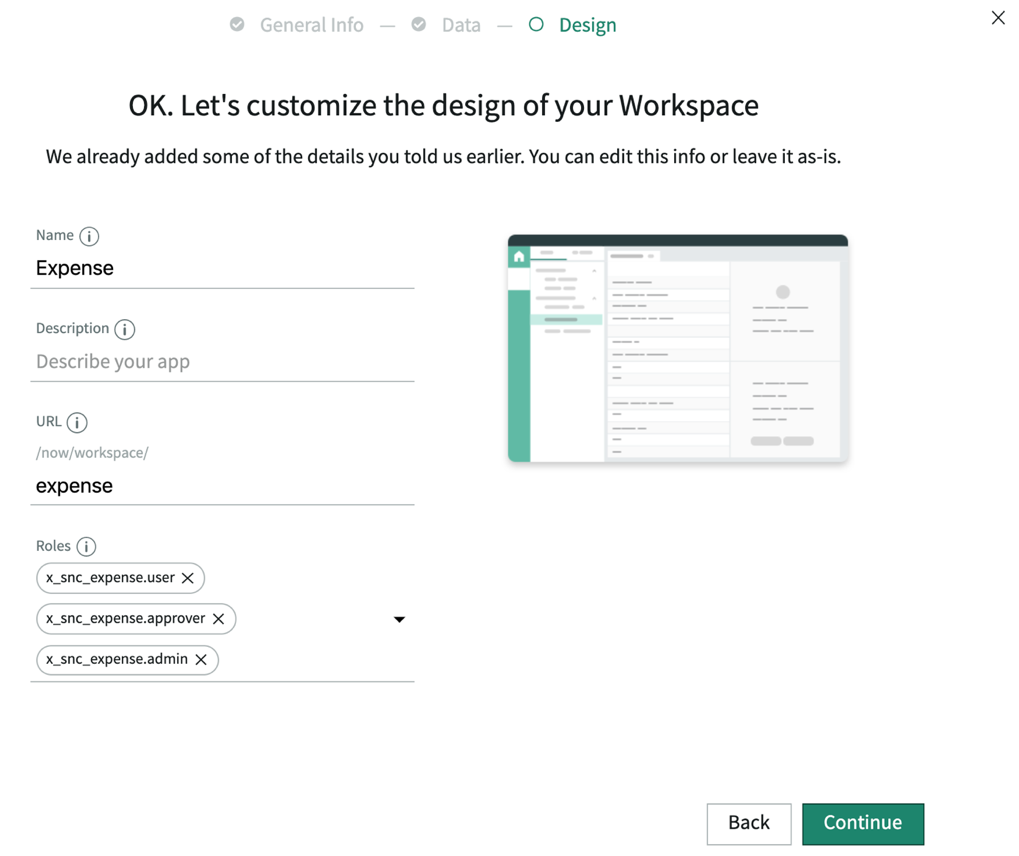 General Info — Data — Design
OK. Let's customize the design of your Workspace
We already added some of the details you told us earlier. You can edit this info or leave it as-is.
Name
Expense
Description
Describe your app
URL
/now/workspace/
expense
Roles
x_snc_expense.user
x_snc_expense.approver
x_snc_expense.admin
Back
Continue